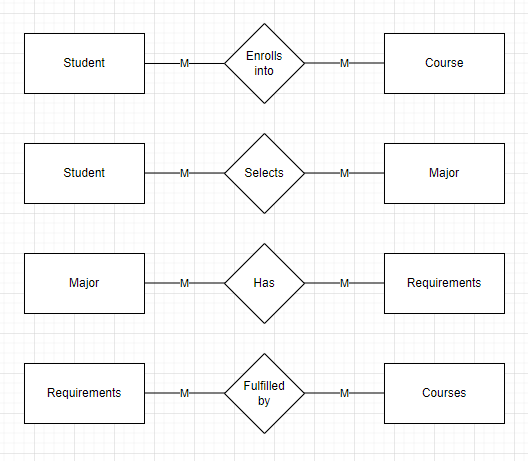 Student M Enrolls into M Course
Student M Selects M Major
Major M Has M Requirements
Requirements M Fulfilled by M Courses